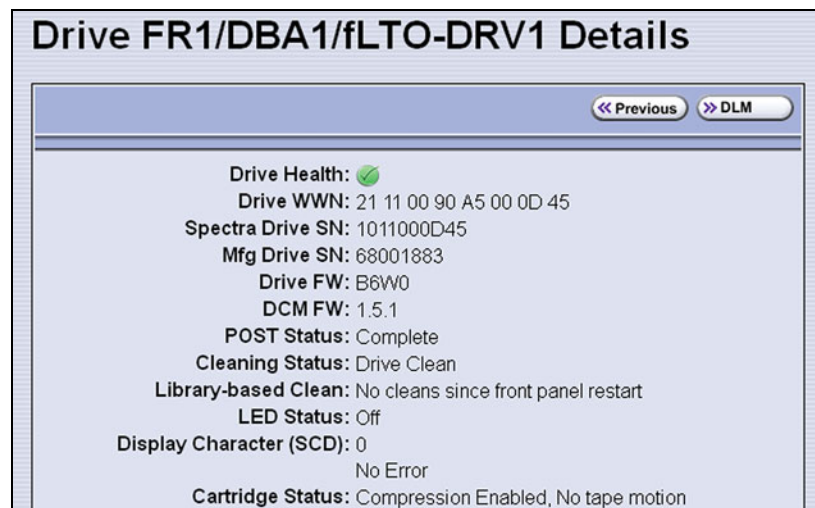 Drive FR1/DBA1/fLTO-DRV1 Details
Previous DLM
Drive Health:
Drive WWN: 21 11 00 90 A5 00 0D 45
Spectra Drive SN: 1011000D45
Mfg Drive SN: 68001883
Drive FW: B6W0
DCM FW: 1.5.1
POST Status: Complete
Cleaning Status: Drive Clean
Library-based Clean: No cleans since front panel restart
LED Status: Off
Display Character (SCD): 0
No Error
Cartridge Status: Compression Enabled, No tape motion